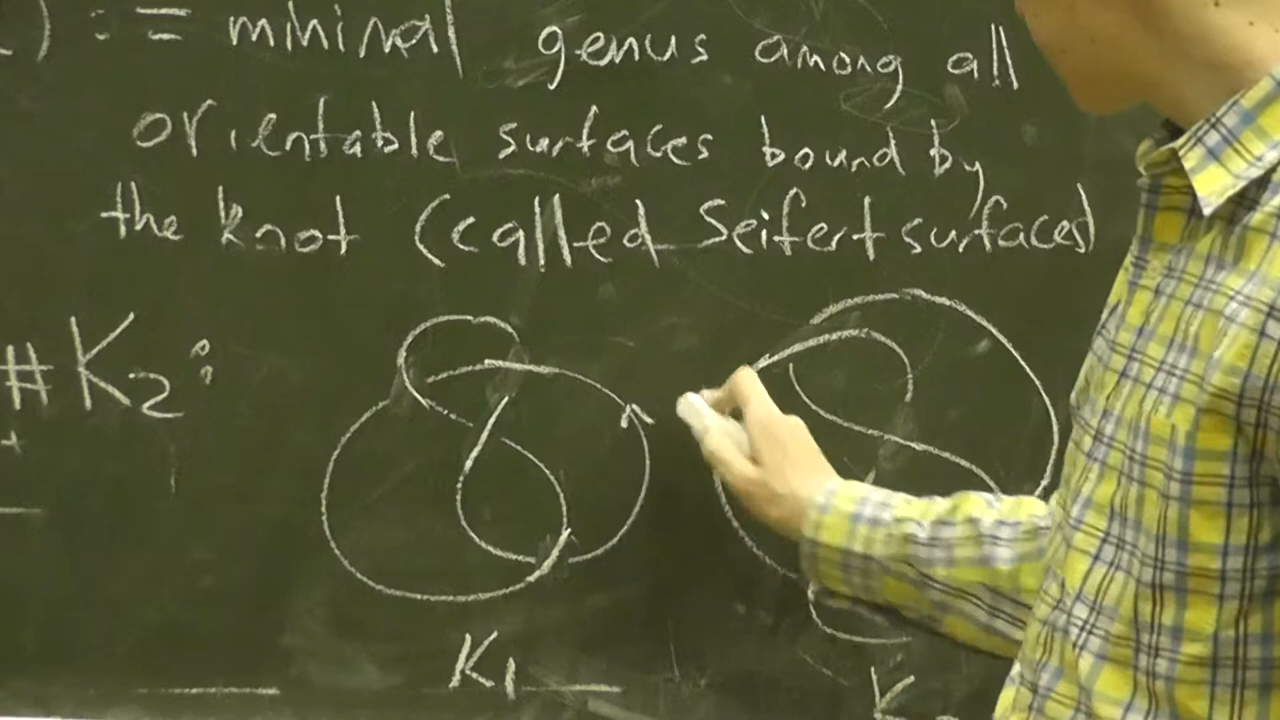 ) := minimal genus among all
orientable surfaces bound by
the knot (called Seifert surfaces)
#K₂:
K₁
K